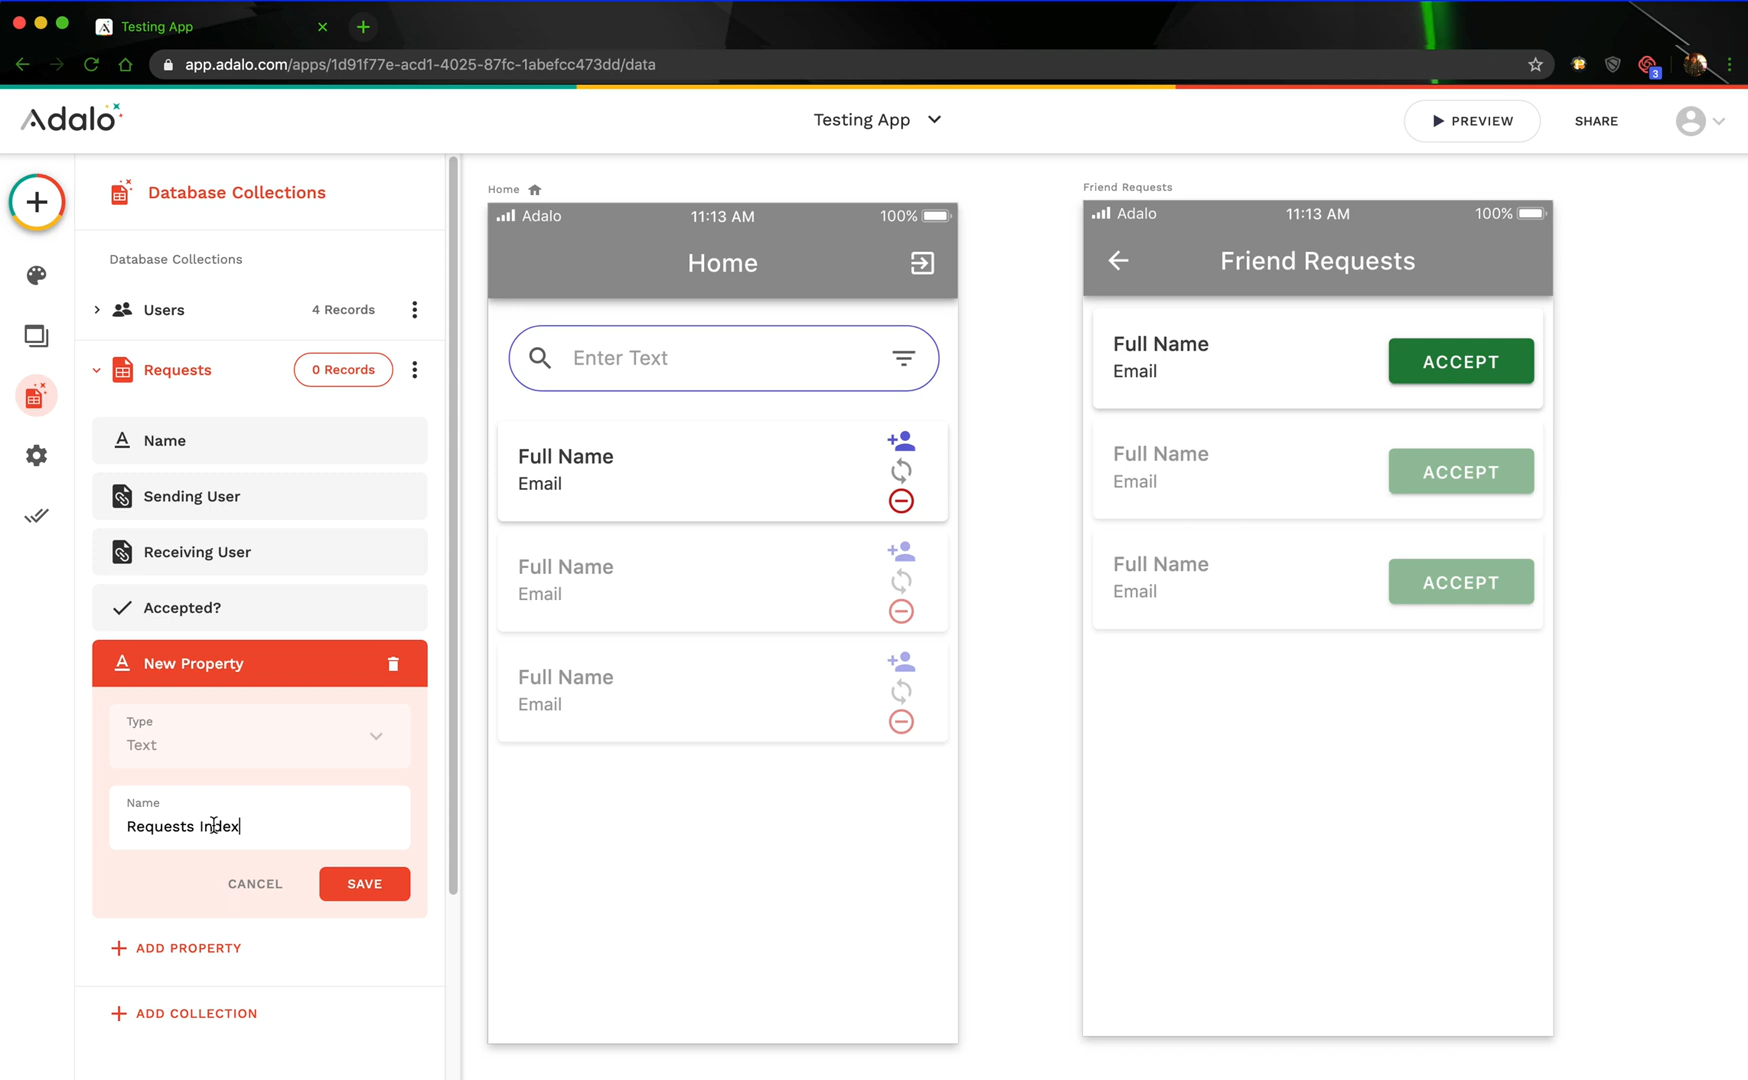 Testing App
app.adalo.com/apps/1d91f77e-acd1-4025-87fc-1abefcc473dd/data
3
Adalo
Testing App
PREVIEW
SHARE
Database Collections
Database Collections
Users
4 Records
Requests
0 Records
Name
Sending User
Receiving User
Accepted?
New Property
Type
Text
Name
Requests Index
CANCEL
SAVE
ADD PROPERTY
ADD COLLECTION
Home
Adalo
11:13 AM
100%
Home
Enter Text
Full Name
Email
Full Name
Email
Full Name
Email
Friend Requests
Adalo
11:13 AM
100%
Friend Requests
Full Name
Email
ACCEPT
Full Name
Email
ACCEPT
Full Name
Email
ACCEPT